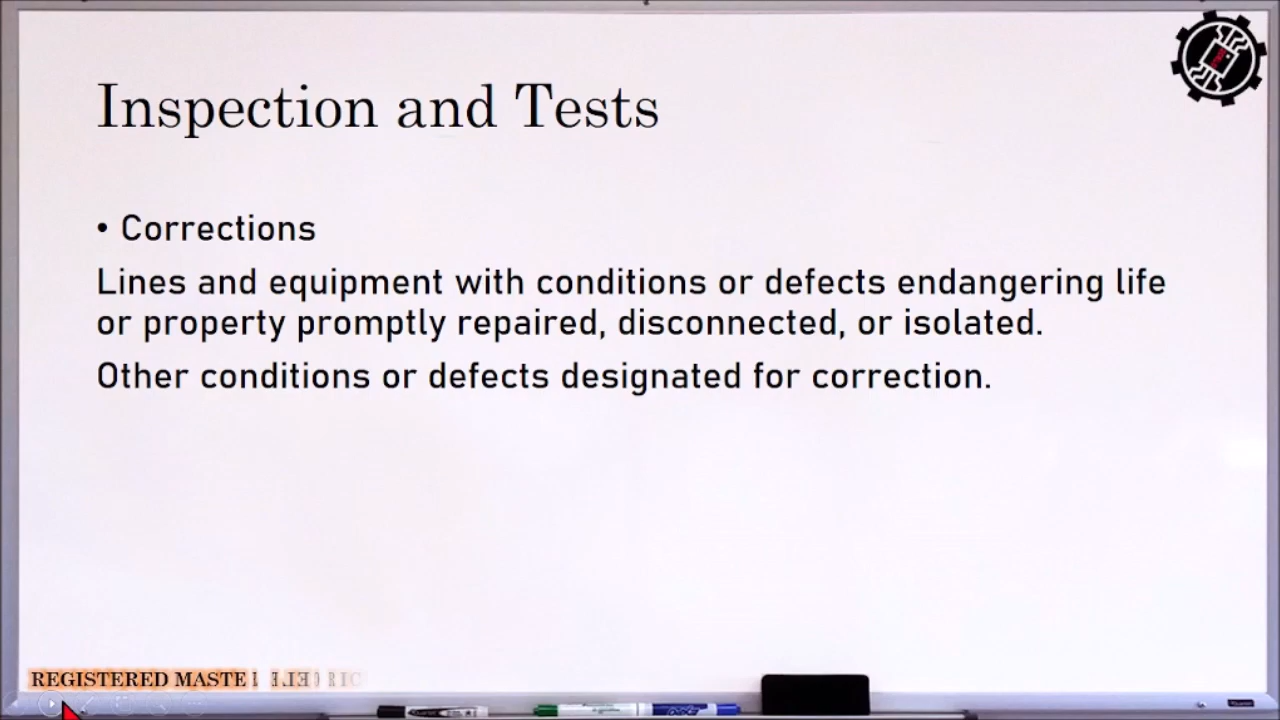 Inspection and Tests
• Corrections
Lines and equipment with conditions or defects endangering life
or property promptly repaired, disconnected, or isolated.
Other conditions or defects designated for correction.
REGISTERED MASTE